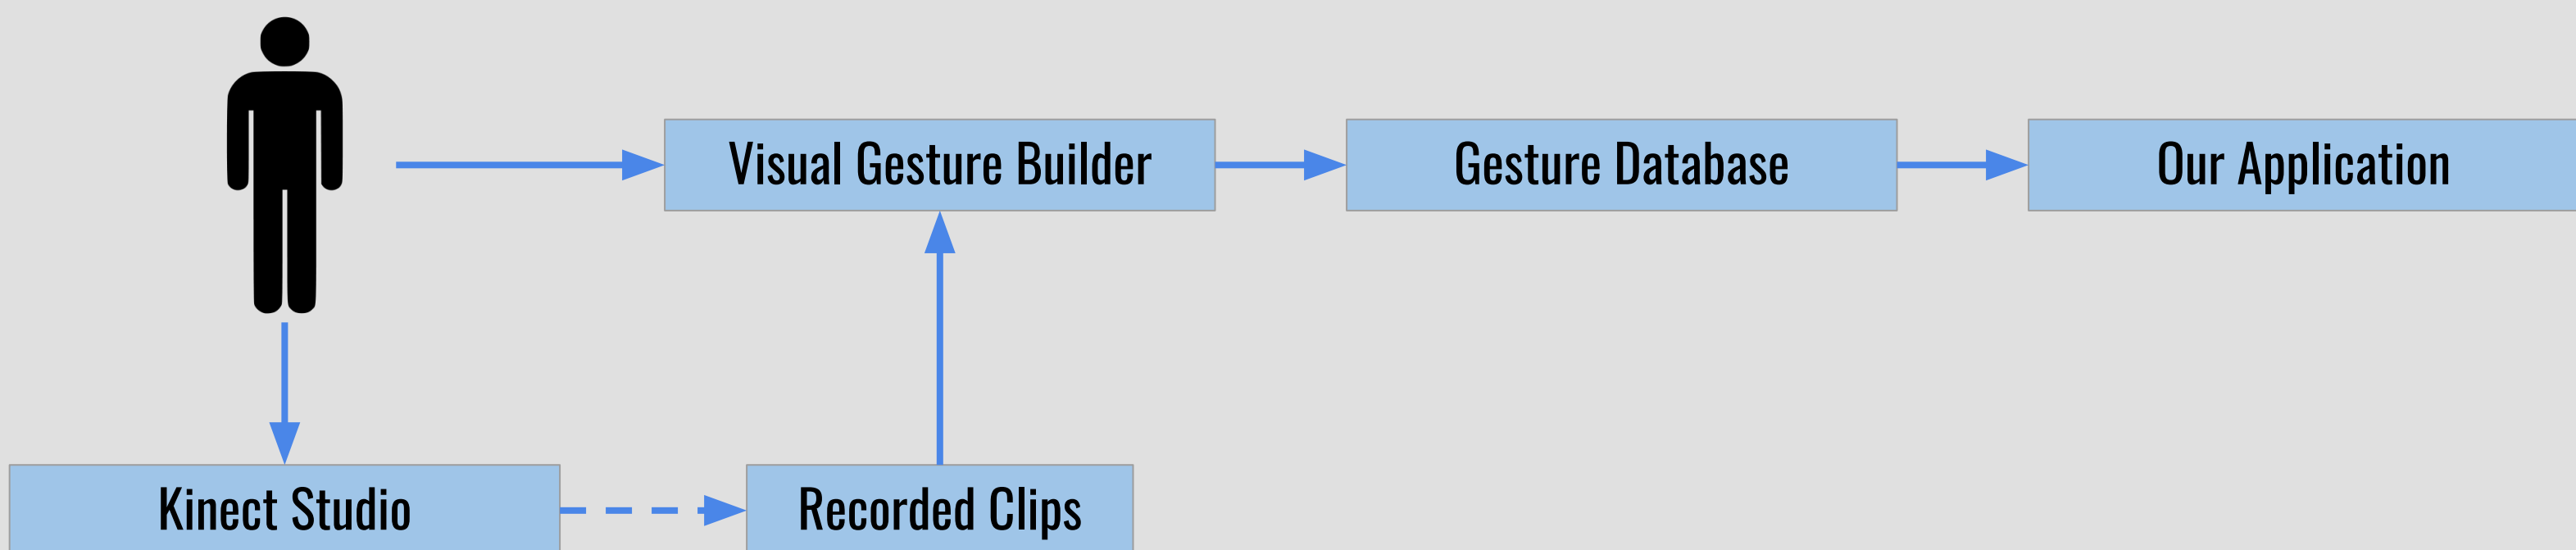 Visual Gesture Builder
Gesture Database
Our Application
Kinect Studio
Recorded Clips